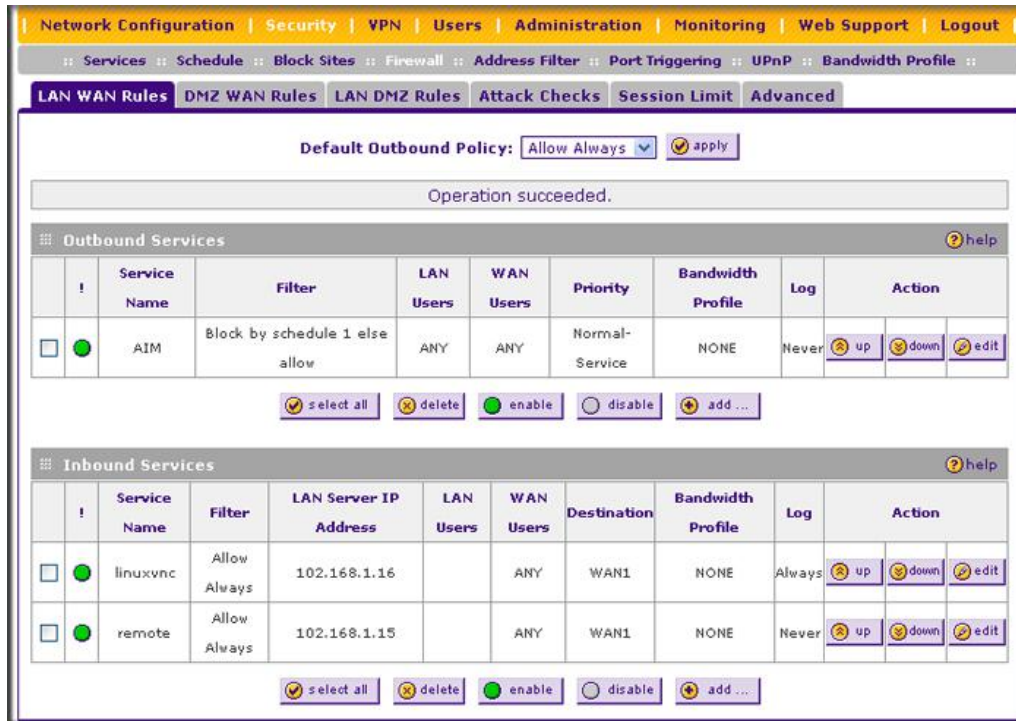 Network Configuration | Security | VPN | Users | Administration | Monitoring | Web Support | Logout
:: Services :: Schedule :: Block Sites :: Firewall :: Address Filter :: Port Triggering :: UPnP :: Bandwidth Profile ::
LAN WAN Rules DMZ WAN Rules LAN DMZ Rules Attack Checks Session Limit Advanced
Default Outbound Policy: Allow Always apply
Operation succeeded.
Outbound Services help
! Service Name Filter LAN Users WAN Users Priority Bandwidth Profile Log Action
AIM Block by schedule 1 else allow ANY ANY Normal-Service NONE Never up down edit
select all delete enable disable add ...
Inbound Services help
! Service Name Filter LAN Server IP Address LAN Users WAN Users Destination Bandwidth Profile Log Action
linuxvnc Allow Always 102.168.1.16 ANY WAN1 NONE Always up down edit
remote Allow Always 102.168.1.15 ANY WAN1 NONE Never up down edit
select all delete enable disable add ...